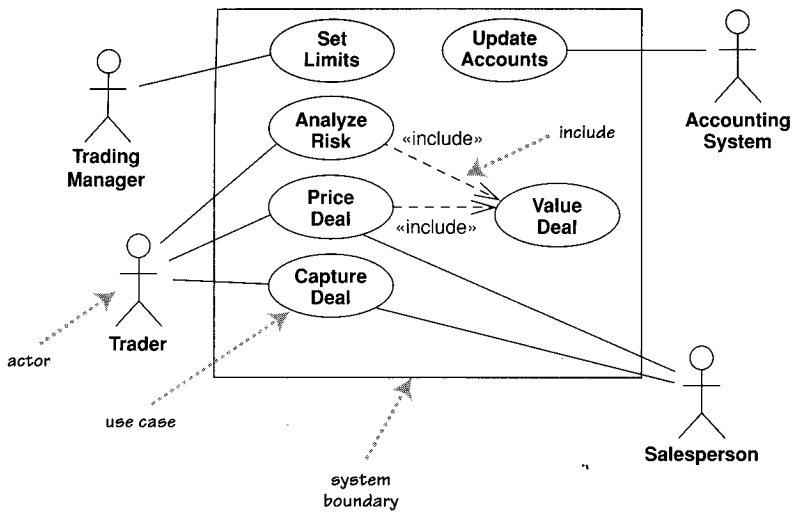 Set
Limits
Update
Accounts
Trading
Manager
Accounting
System
Analyze
Risk
«include»
include
Price
Deal
«include»
Value
Deal
Capture
Deal
Trader
actor
use case
Salesperson
system
boundary